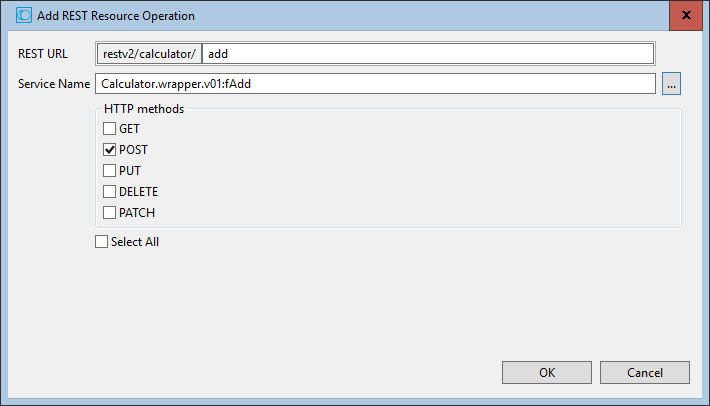 Add REST Resource Operation
X
REST URL restv2/calculator/ add
Service Name Calculator.wrapper.v01:fAdd ...
HTTP methods
GET
POST
PUT
DELETE
PATCH
Select All
OK Cancel